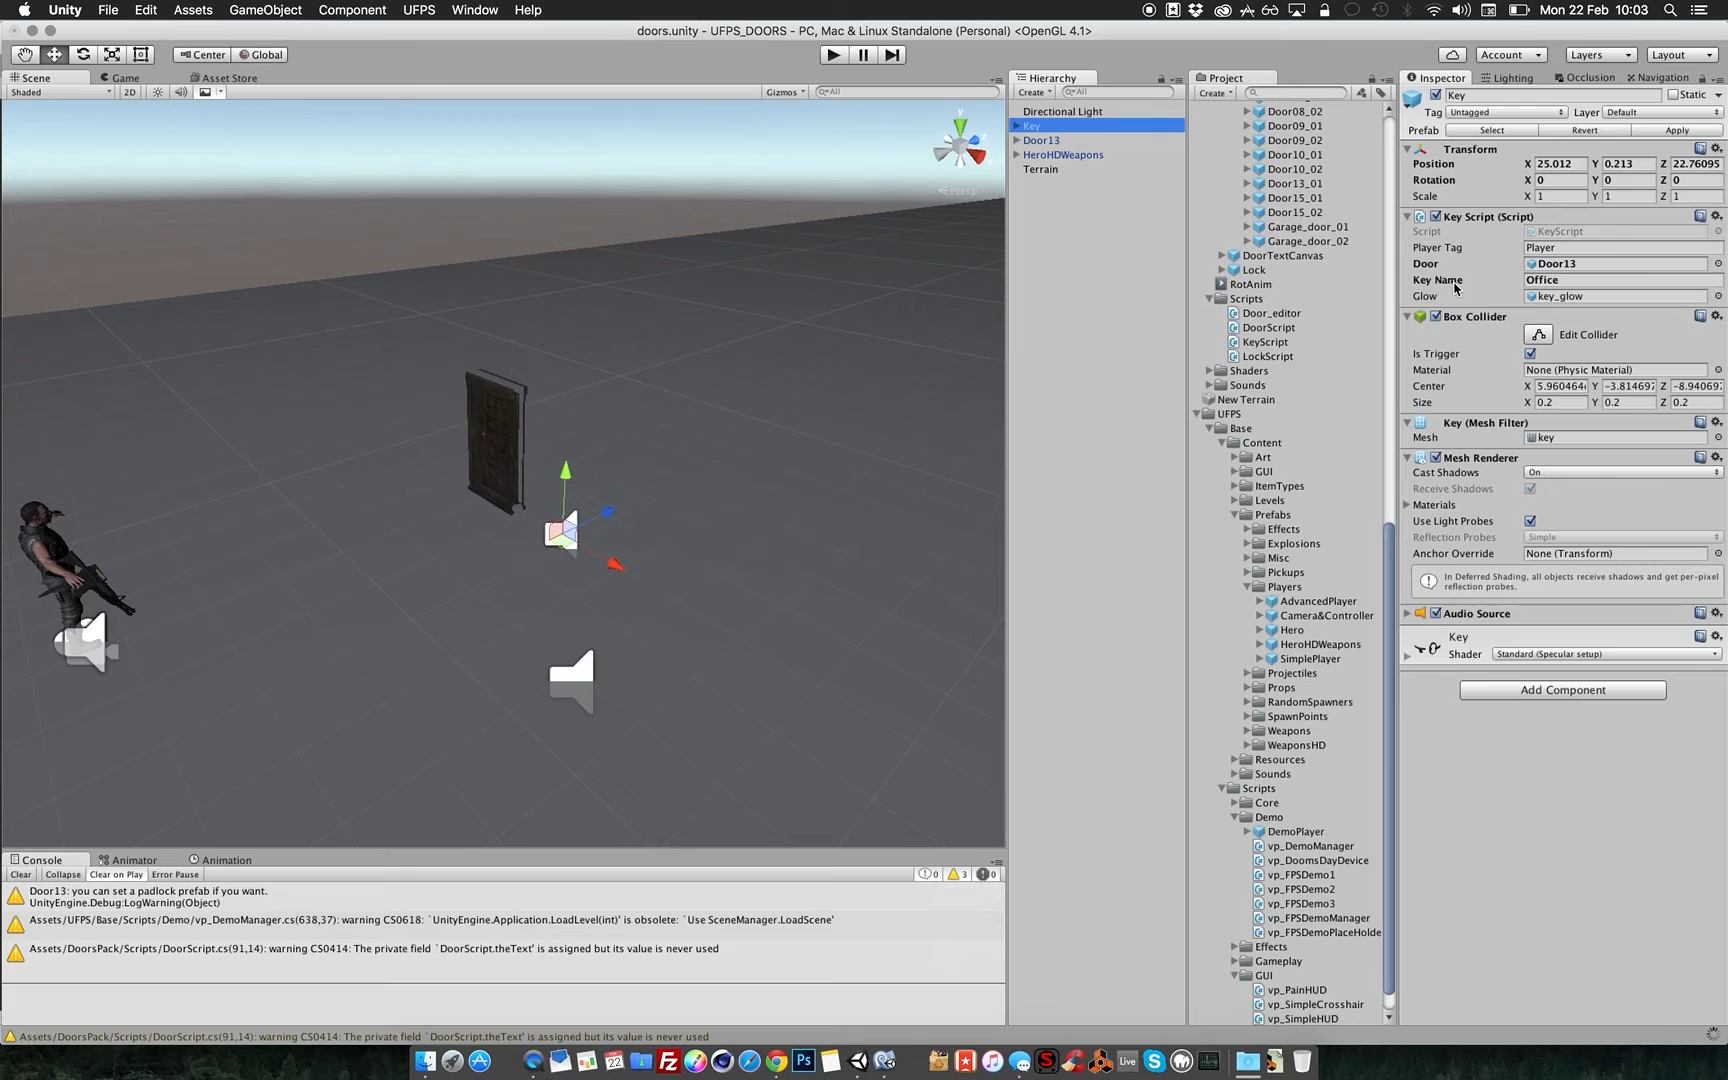 Unity File Edit Assets GameObject Component UFPS Window Help Mon 22 Feb 10:03
doors.unity - UFPS_DOORS - PC, Mac & Linux Standalone (Personal) <OpenGL 4.1>
Center Global Account Layers Layout
Scene Game Asset Store
Shaded 2D Gizmos All
Persp
Y
Console Animator Animation
Clear Collapse Clear on Play Error Pause 0 3 0
Door13: you can set a padlock prefab if you want.
UnityEngine.Debug:LogWarning(Object)
Assets/UFPS/Base/Scripts/Demo/vp_DemoManager.cs(638,37): warning CS0618: `UnityEngine.Application.LoadLevel(int)' is obsolete: `Use SceneManager.LoadScene'
Assets/DoorsPack/Scripts/DoorScript.cs(91,14): warning CS0414: The private field `DoorScript.theText' is assigned but its value is never used
Assets/DoorsPack/Scripts/DoorScript.cs(91,14): warning CS0414: The private field `DoorScript.theText' is assigned but its value is never used
Hierarchy
Create All
Directional Light
Key
Door13
HeroHDWeapons
Terrain
Project
Create
Door08_02
Door09_01
Door09_02
Door10_01
Door10_02
Door13_01
Door15_01
Door15_02
Garage_door_01
Garage_door_02
DoorTextCanvas
Lock
RotAnim
Scripts
Door_editor
DoorScript
KeyScript
LockScript
Shaders
Sounds
New Terrain
UFPS
Base
Content
Art
GUI
ItemTypes
Levels
Prefabs
Effects
Explosions
Misc
Pickups
Players
AdvancedPlayer
Camera&Controller
Hero
HeroHDWeapons
SimplePlayer
Projectiles
Props
RandomSpawners
SpawnPoints
Weapons
WeaponsHD
Resources
Sounds
Scripts
Core
Demo
DemoPlayer
vp_DemoManager
vp_DoomsDayDevice
vp_FPSDemo1
vp_FPSDemo2
vp_FPSDemo3
vp_FPSDemoManager
vp_FPSDemoPlaceHolde
Effects
Gameplay
GUI
vp_PainHUD
vp_SimpleCrosshair
vp_SimpleHUD
Inspector Lighting Occlusion Navigation
Key Static
Tag Untagged Layer Default
Prefab Select Revert Apply
Transform
Position X 25.012 Y 0.213 Z 22.76095
Rotation X 0 Y 0 Z 0
Scale X 1 Y 1 Z 1
Key Script (Script)
Script KeyScript
Player Tag Player
Door Door13
Key Name Office
Glow key_glow
Box Collider
Edit Collider
Is Trigger
Material None (Physic Material)
Center X 5.960464 Y -3.81469 Z -8.94069
Size X 0.2 Y 0.2 Z 0.2
Key (Mesh Filter)
Mesh key
Mesh Renderer
Cast Shadows On
Receive Shadows
Materials
Use Light Probes
Reflection Probes Simple
Anchor Override None (Transform)
In Deferred Shading, all objects receive shadows and get per-pixel
reflection probes.
Audio Source
Key
Shader Standard (Specular setup)
Add Component
22 Ps Live